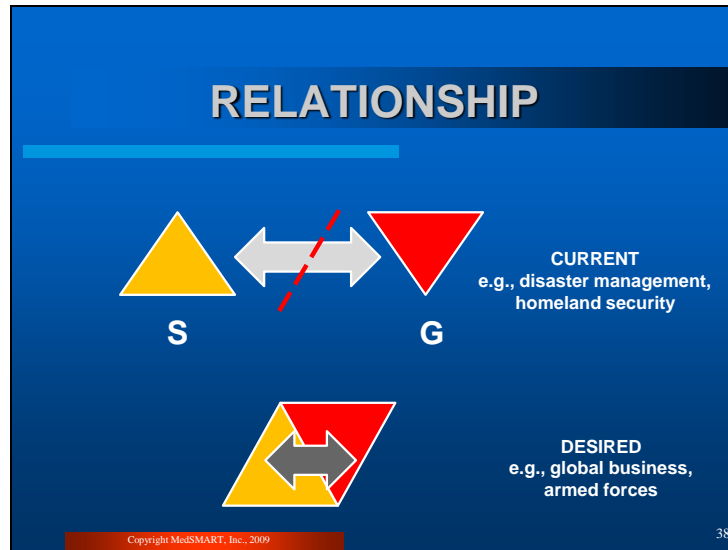 RELATIONSHIP
CURRENT
e.g., disaster management,
homeland security
S
G
DESIRED
e.g., global business,
armed forces
Copyright MedSMART, Inc., 2009
38